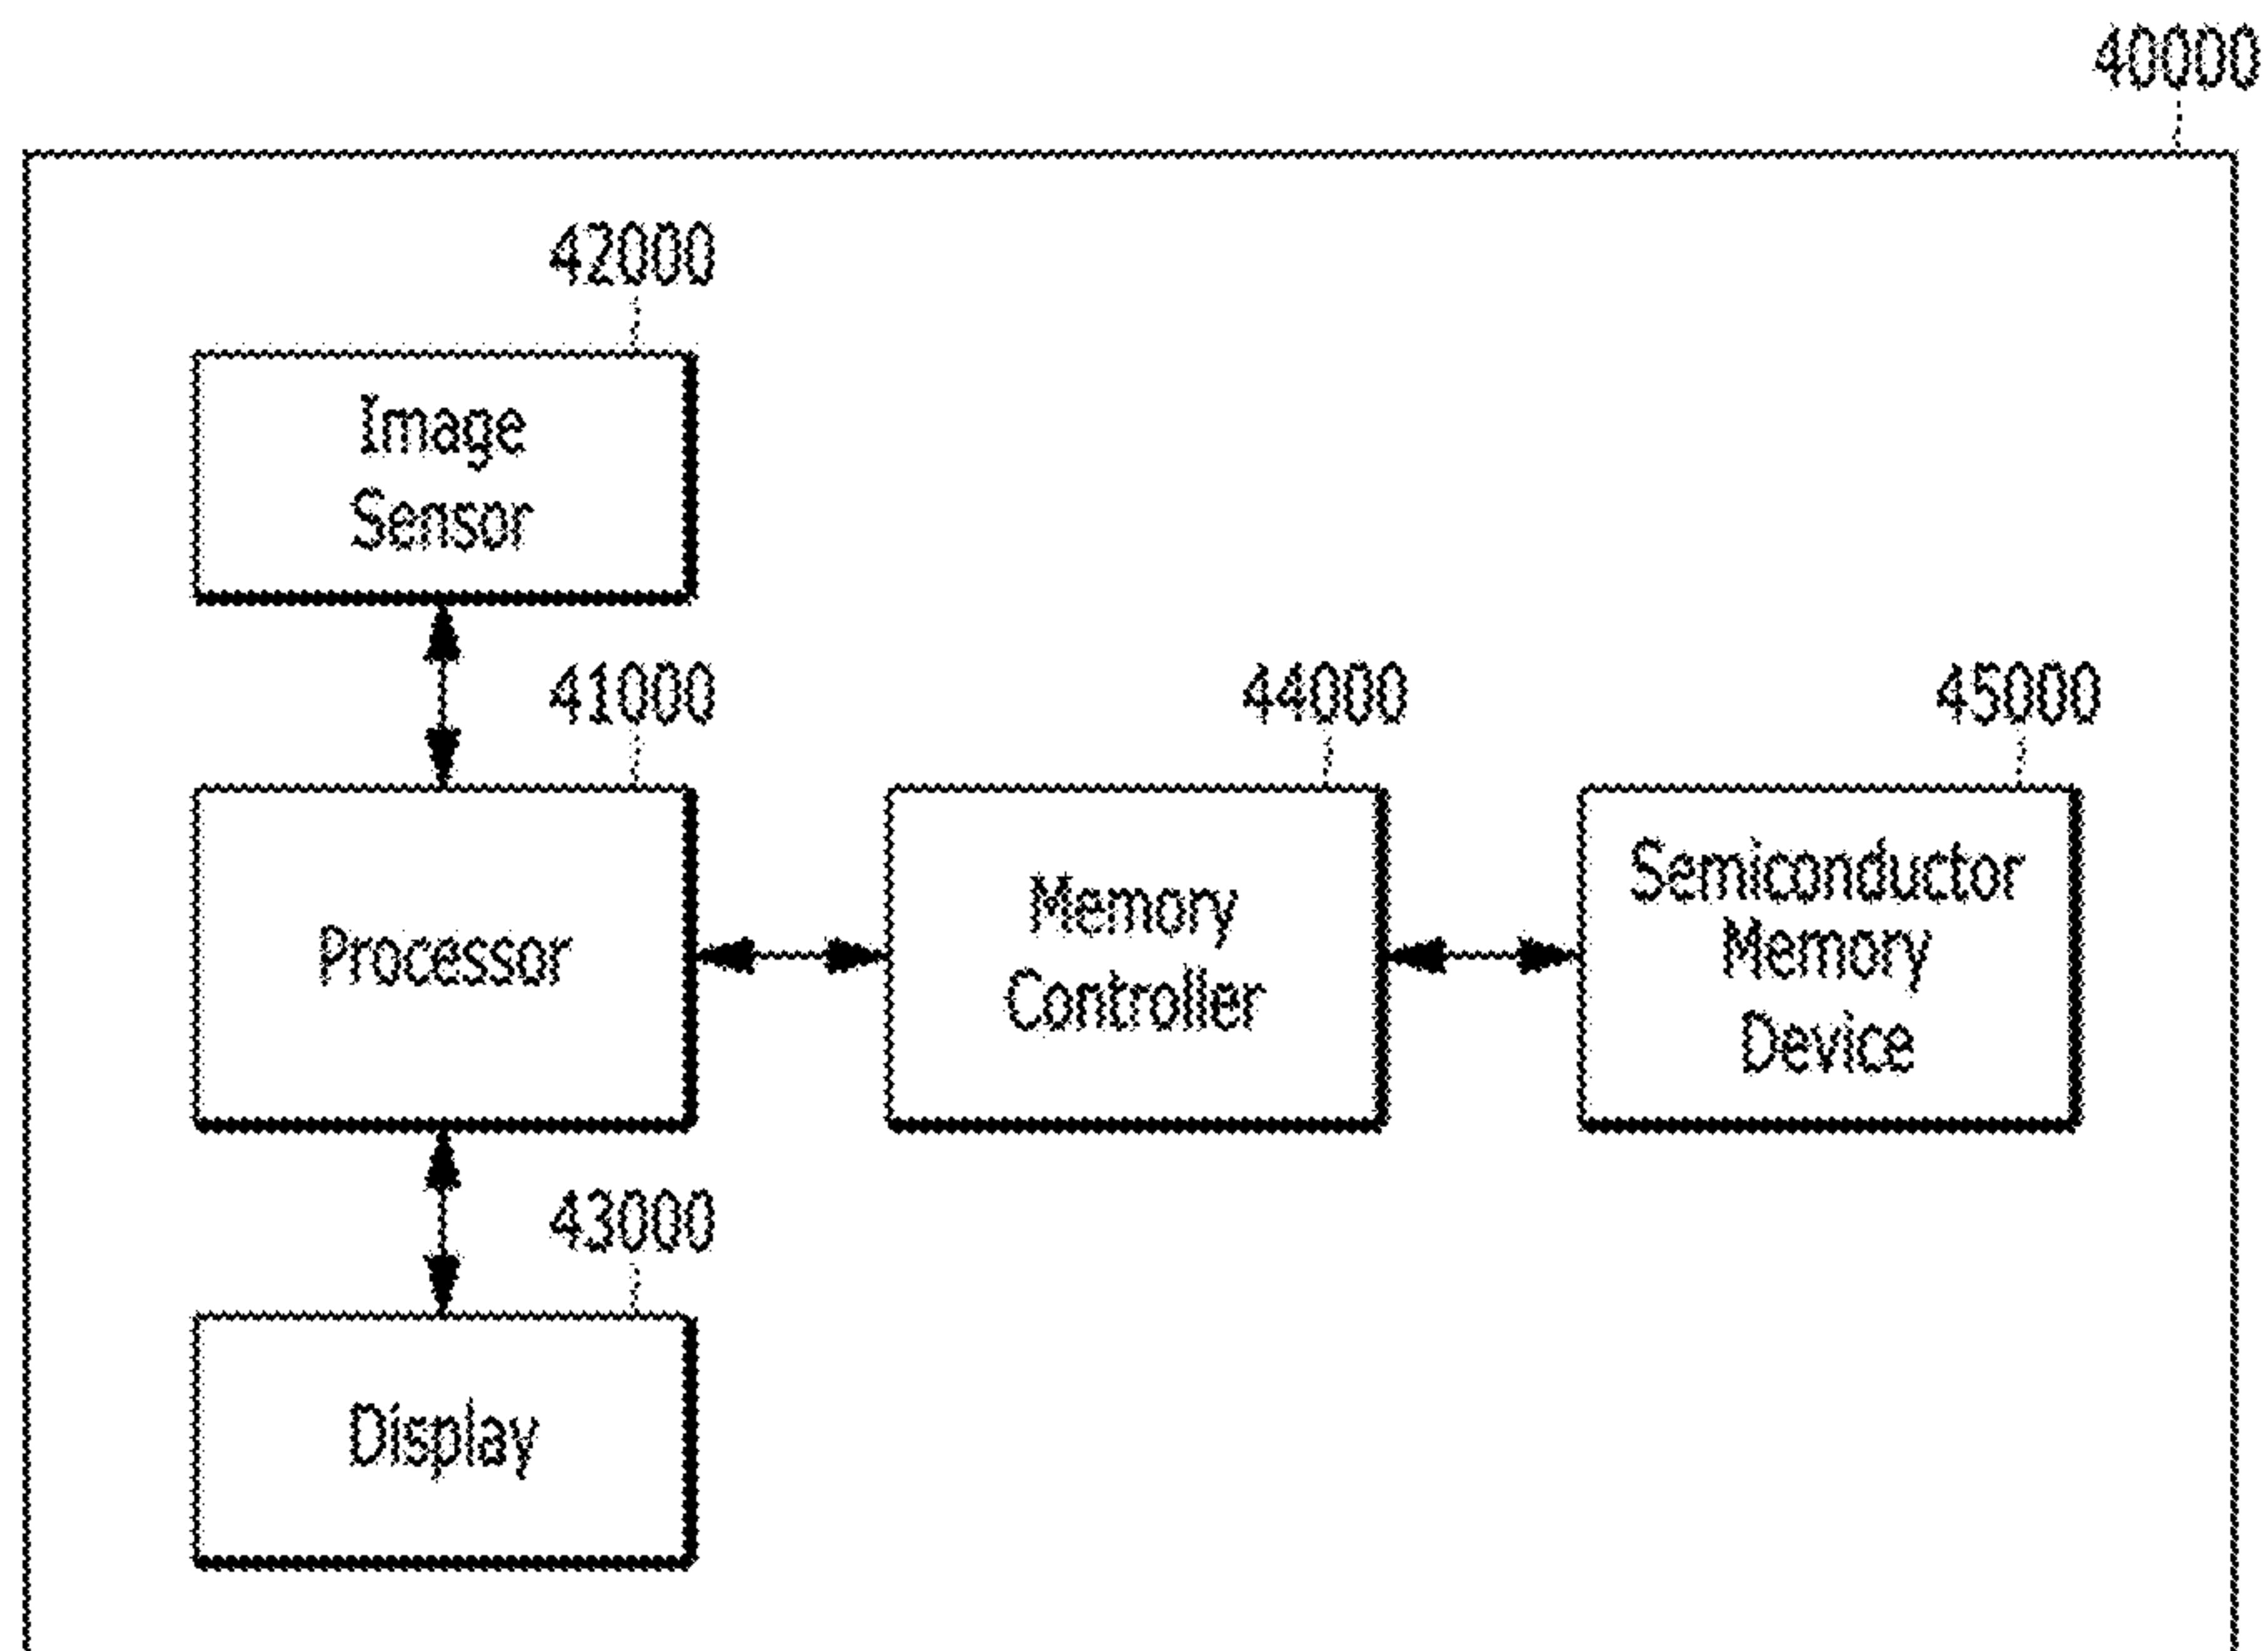 40000
42000
Image
Sensor
41000
44000
45000
Processor
Memory
Controller
Semiconductor
Memory
Device
43000
Display